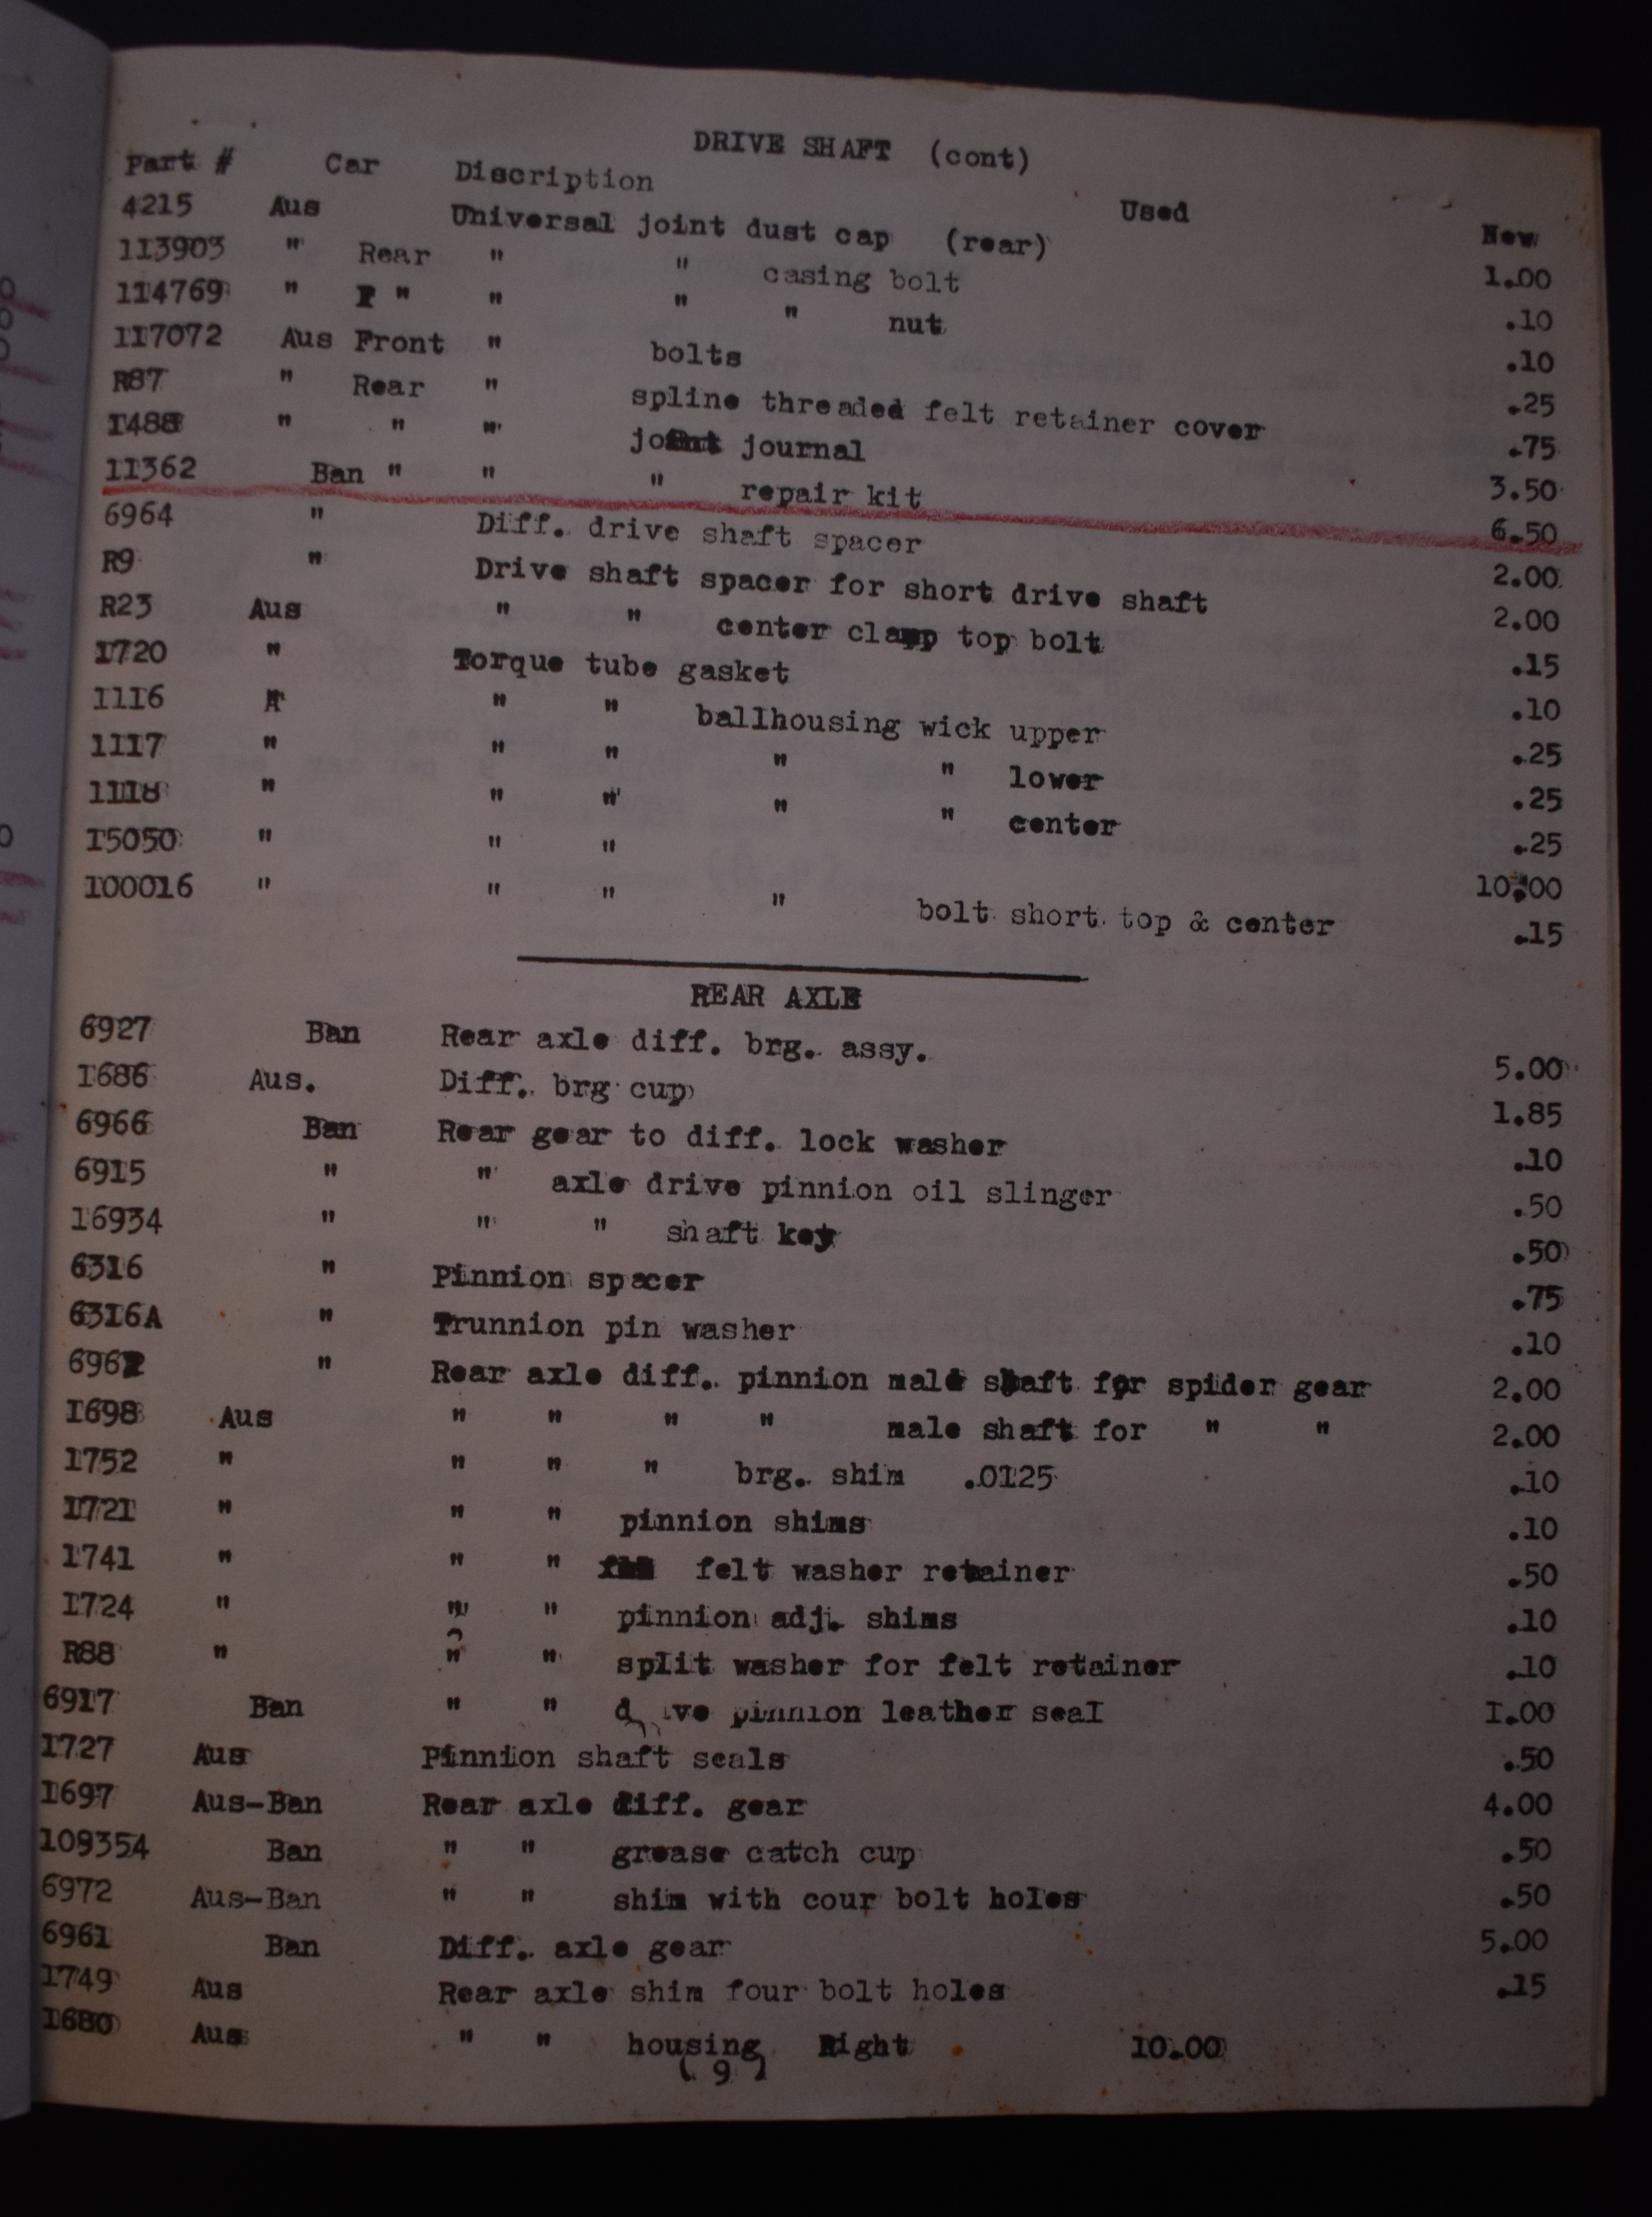 DRIVE SHAFT (cont)
Part # Car Discription Used New
4215 Aus Universal joint dust cap (rear) 1.00
113903 " Rear " " casing bolt .10
114769 " " " " " nut .10
117072 Aus Front " bolts .25
R87 " Rear " spline threaded felt retainer cover .75
1488 " " " joint journal 3.50
11362 Ban " " " repair kit 6.50
6964 " Diff. drive shaft spacer 2.00
R9 " Drive shaft spacer for short drive shaft 2.00
R23 Aus " " center clamp top bolt .15
1720 " Torque tube gasket .10
1116 " " " ballhousing wick upper .25
1117 " " " " " lower .25
1118 " " " " " center .25
15050 " " " 10.00
100016 " " " " bolt short top & center .15
REAR AXLE
6927 Ban Rear axle diff. brg. assy. 5.00
1686 Aus. Diff. brg cup 1.85
6966 Ban Rear gear to diff. lock washer .10
6915 " " axle drive pinnion oil slinger .50
16934 " " " shaft key .50
6316 " Pinnion spacer .75
6316A " Trunnion pin washer .10
6962 " Rear axle diff. pinnion male shaft for spider gear 2.00
1698 Aus " " " " male shaft for " " 2.00
1752 " " " " brg. shim .0125 .10
1721 " " " pinnion shims .10
1741 " " " felt washer retainer .50
1724 " " " pinnion adj. shims .10
R88 " " " split washer for felt retainer .10
6917 Ban " " pinnion leather seal 1.00
1727 Aus Pinnion shaft seals .50
1697 Aus-Ban Rear axle diff. gear 4.00
109354 Ban " " grease catch cup .50
6972 Aus-Ban " " shim with cour bolt holes .50
6961 Ban Diff. axle gear 5.00
1749 Aus Rear axle shim four bolt holes .15
1680 Aus " " housing Right 10.00
( 9 )